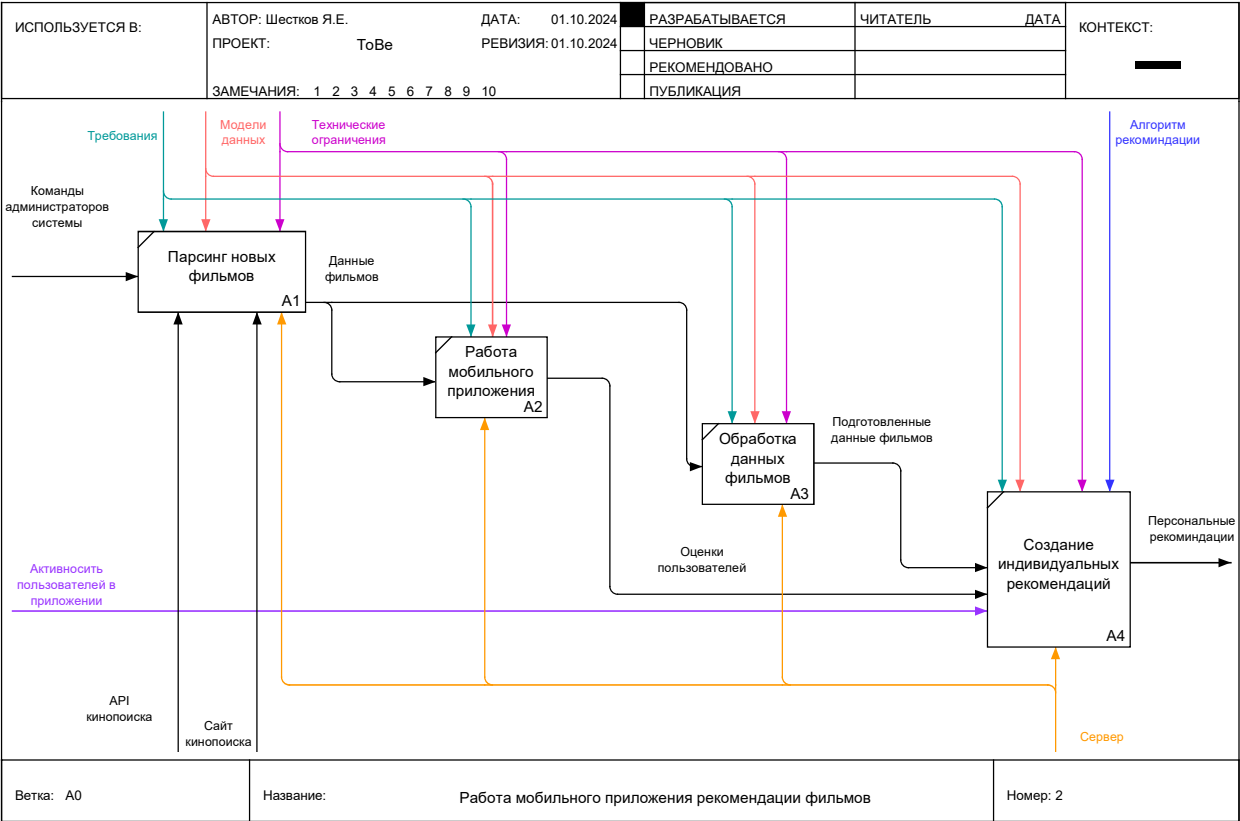 ИСПОЛЬЗУЕТСЯ В:
АВТОР: Шестков Я.Е.
ДАТА: 01.10.2024
ПРОЕКТ: ToBe
РЕВИЗИЯ: 01.10.2024
ЗАМЕЧАНИЯ: 1 2 3 4 5 6 7 8 9 10
РАЗРАБАТЫВАЕТСЯ
ЧЕРНОВИК
РЕКОМЕНДОВАНО
ПУБЛИКАЦИЯ
ЧИТАТЕЛЬ
ДАТА
КОНТЕКСТ:
Требования
Модели
данных
Технические
ограничения
Алгоритм
рекоминдации
Команды
администраторов
системы
Парсинг новых
фильмов
A1
Данные
фильмов
Работа
мобильного
приложения
A2
Обработка
данных
фильмов
A3
Подготовленные
данные фильмов
Создание
индивидуальных
рекомендаций
A4
Персональные
рекоминдации
Оценки
пользователей
Активносить
пользователей в
приложении
API
кинопоиска
Сайт
кинопоиска
Сервер
Ветка: A0
Название:
Работа мобильного приложения рекомендации фильмов
Номер: 2